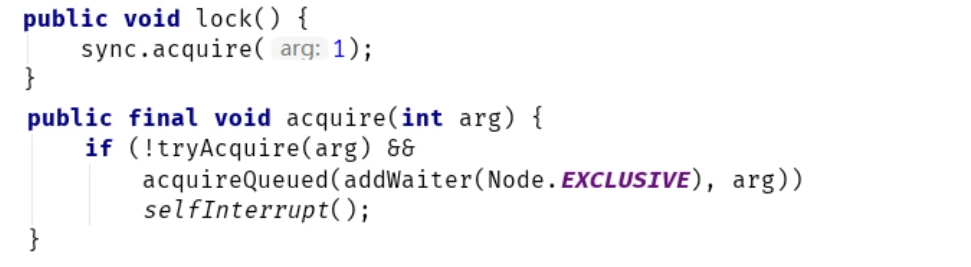 public void lock() {
sync.acquire( arg: 1);
}
public final void acquire(int arg) {
if (!tryAcquire(arg) &&
acquireQueued(addWaiter(Node.EXCLUSIVE), arg))
selfInterrupt();
}